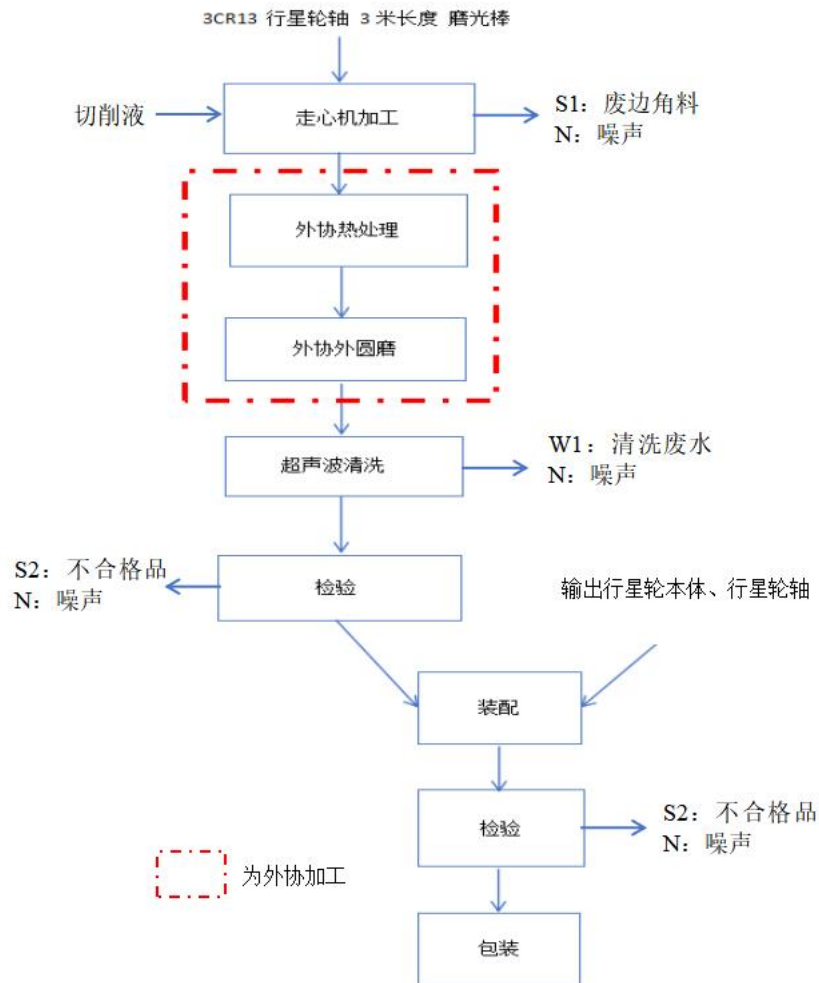 3CR13 行星轮轴 3 米长度 磨光棒
切削液
走心机加工
S1：废边角料
N：噪声
外协热处理
外协外圆磨
超声波清洗
W1：清洗废水
N：噪声
S2：不合格品
N：噪声
检验
输出行星轮本体、行星轮轴
装配
检验
S2：不合格品
N：噪声
为外协加工
包装